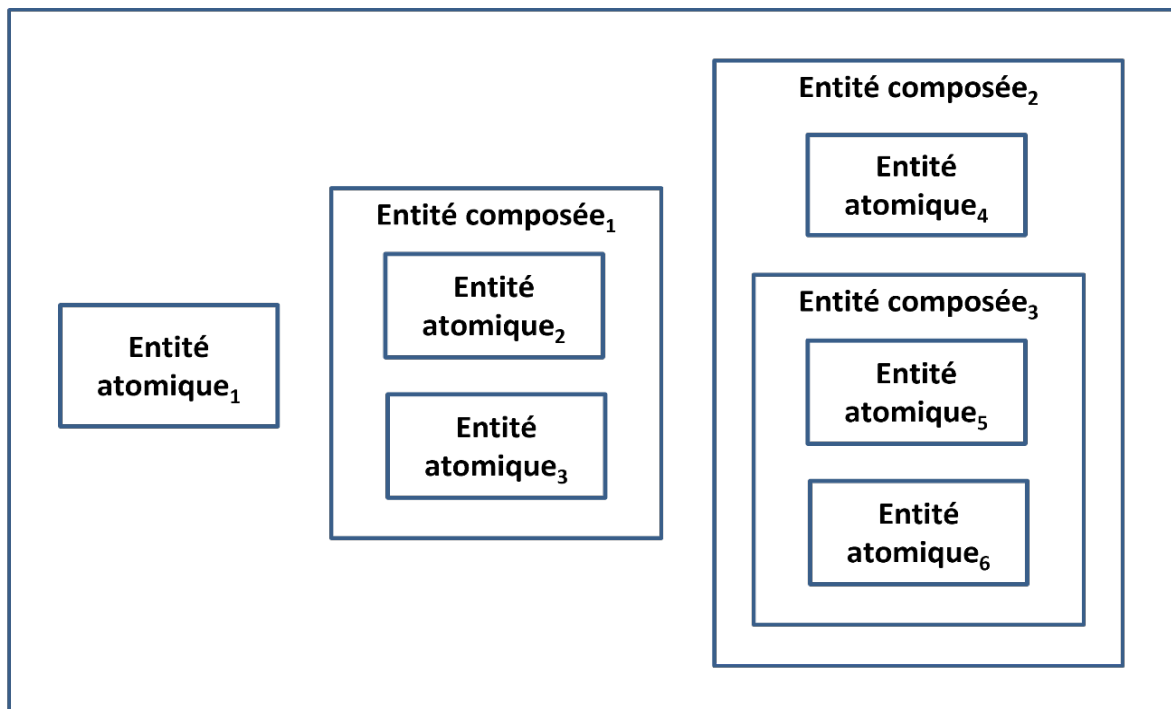 Entité
atomique₁
Entité composée₁
Entité
atomique₂
Entité
atomique₃
Entité composée₂
Entité
atomique₄
Entité composée₃
Entité
atomique₅
Entité
atomique₆